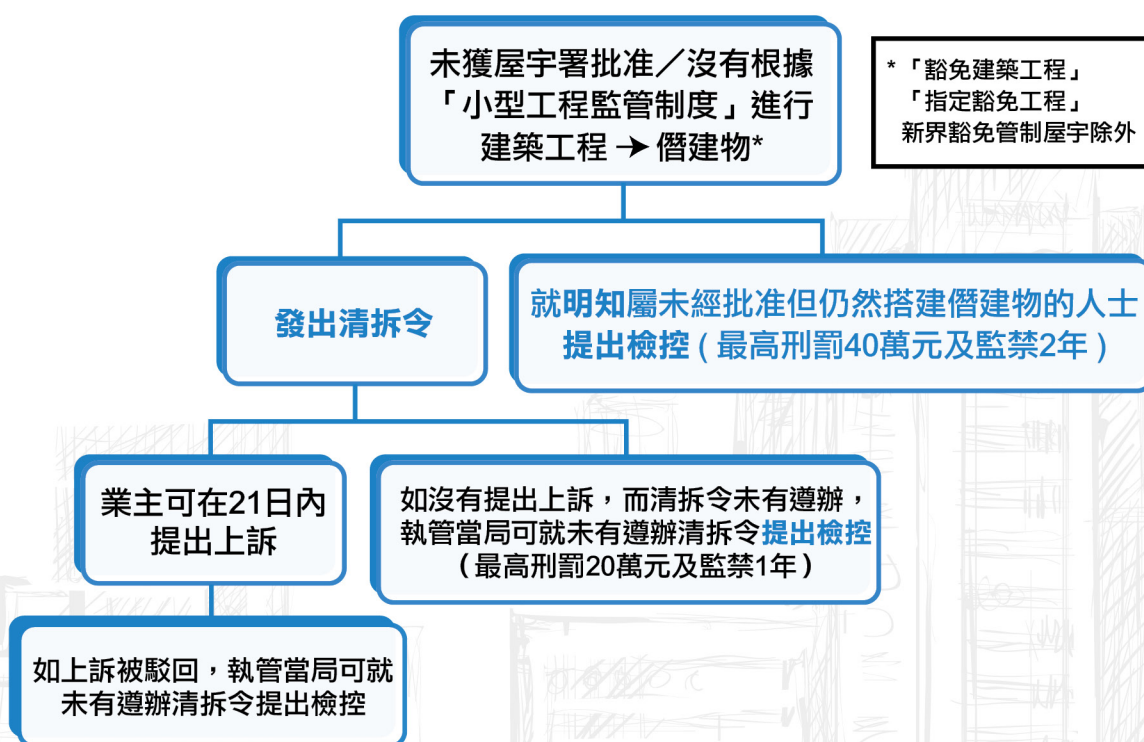 未獲屋宇署批准／沒有根據
「小型工程監管制度」進行
建築工程 → 僭建物*
*「豁免建築工程」
「指定豁免工程」
新界豁免管制屋宇除外
發出清拆令
就明知屬未經批准但仍然搭建僭建物的人士
提出檢控 ( 最高刑罰40萬元及監禁2年 )
業主可在21日內
提出上訴
如沒有提出上訴，而清拆令未有遵辦，
執管當局可就未有遵辦清拆令提出檢控
（最高刑罰20萬元及監禁1年）
如上訴被駁回，執管當局可就
未有遵辦清拆令提出檢控